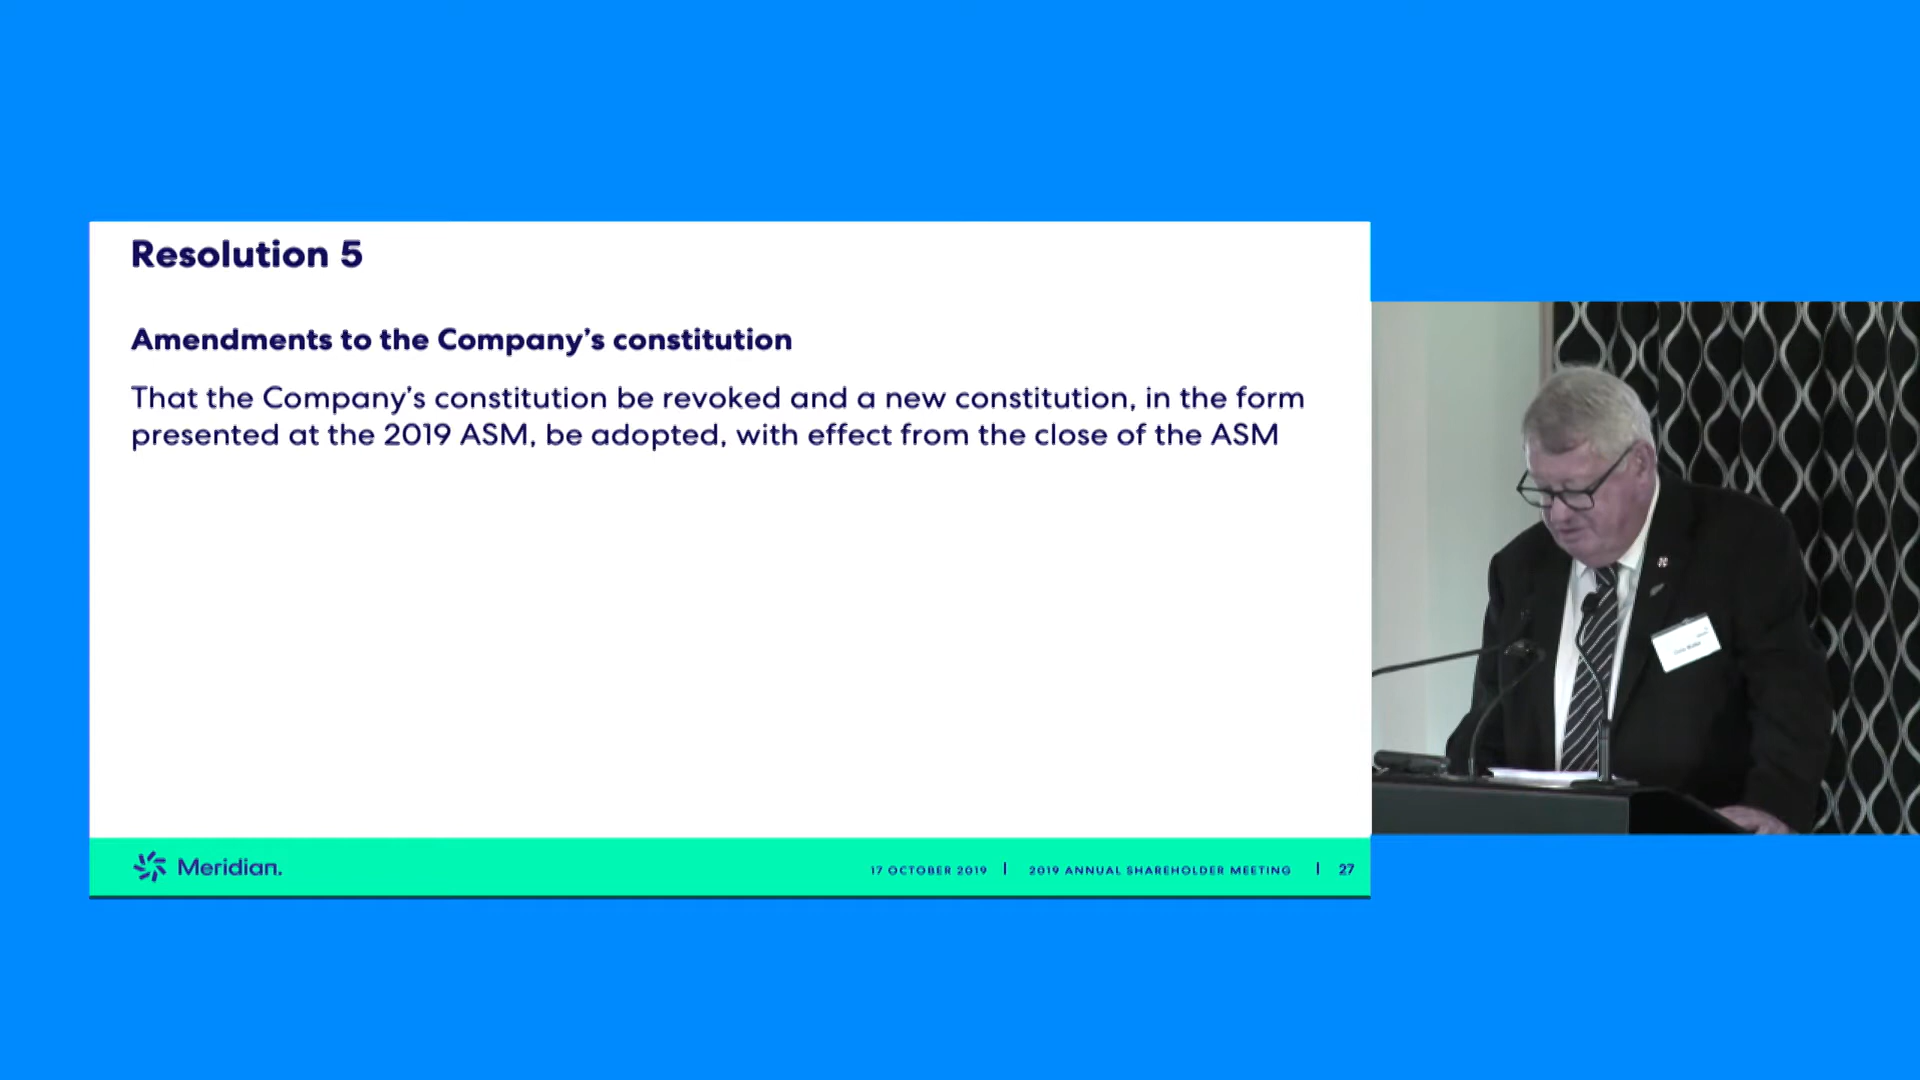 Resolution 5
Amendments to the Company's constitution
That the Company's constitution be revoked and a new constitution, in the form
presented at the 2019 ASM, be adopted, with effect from the close of the ASM
Meridian.
17 OCTOBER 2019 | 2019 ANNUAL SHAREHOLDER MEETING | 27